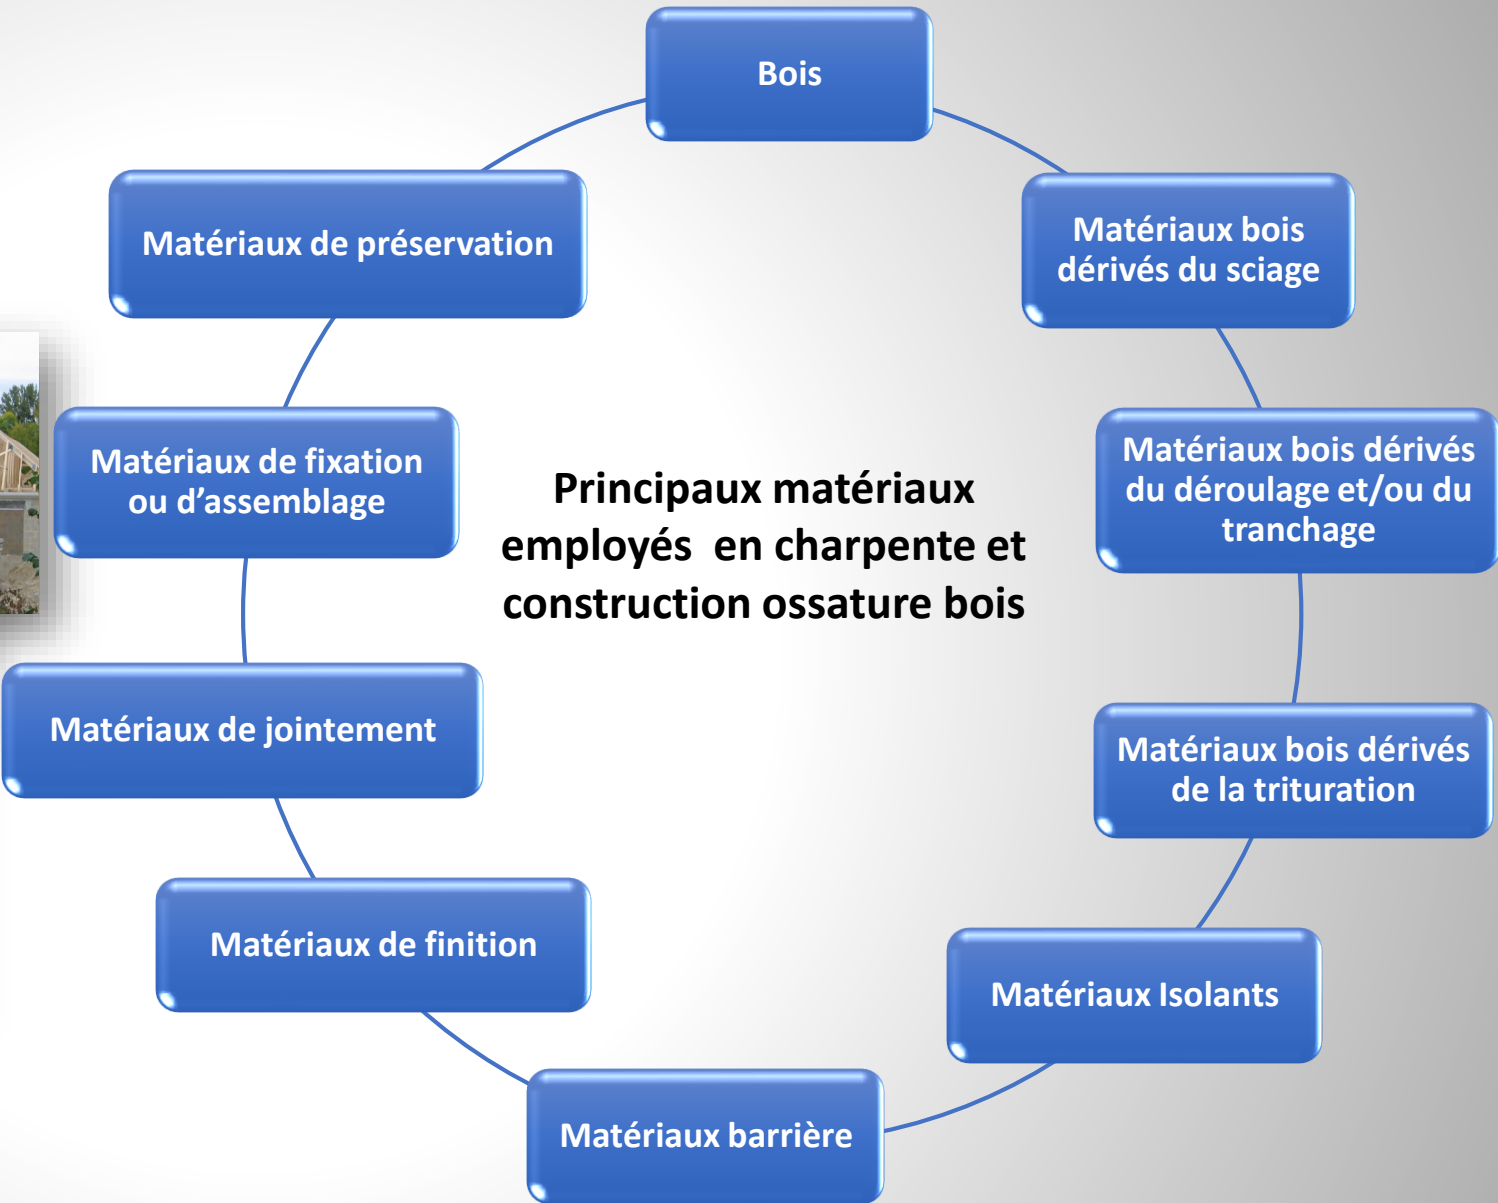 Bois
Matériaux bois
dérivés du sciage
Matériaux bois dérivés
du déroulage et/ou du
tranchage
Matériaux bois dérivés
de la trituration
Matériaux Isolants
Matériaux barrière
Matériaux de finition
Matériaux de jointement
Matériaux de fixation
ou d’assemblage
Matériaux de préservation
Principaux matériaux
employés  en charpente et
construction ossature bois